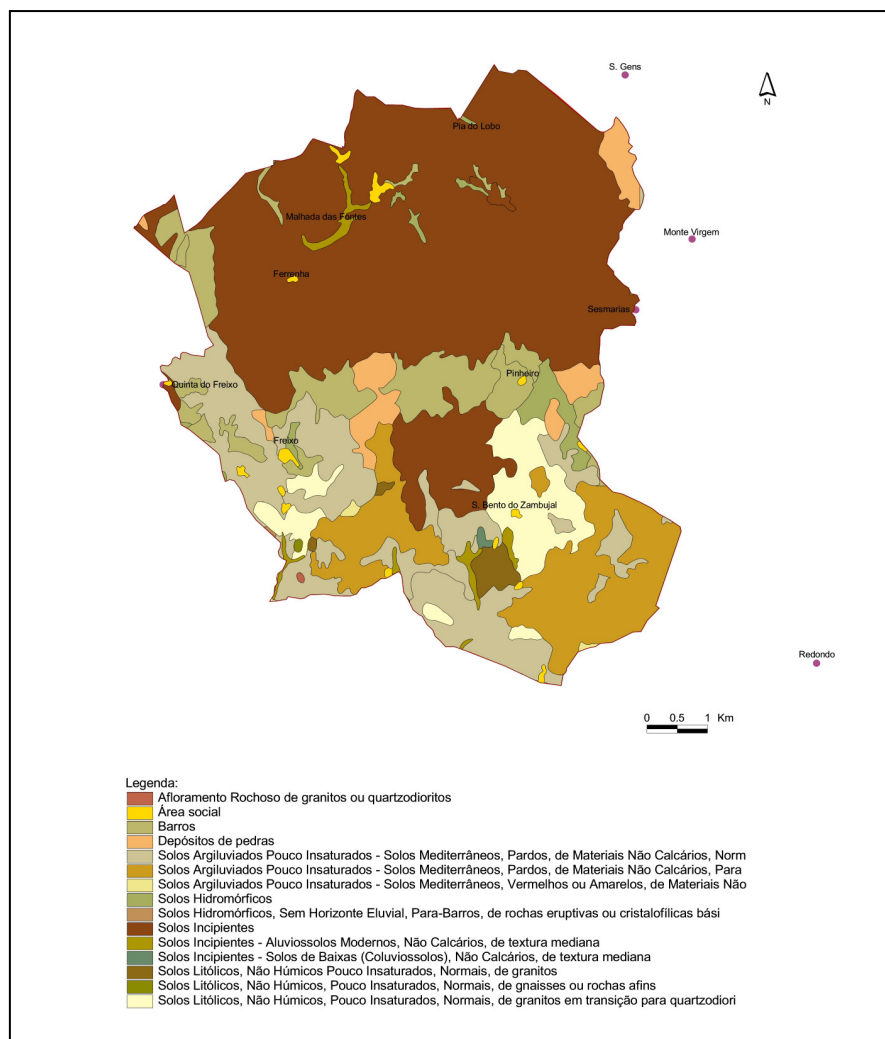 S. Gens
N
Pia do Lobo
Malhada das Fontes
Monte Virgem
Ferrenha
Sesmarias
Pinheiro
Quinta do Freixo
Freixo
S. Bento do Zambujal
Redondo
0 0.5 1 Km
Legenda:
Afloramento Rochoso de granitos ou quartzodioritos
Área social
Barros
Depósitos de pedras
Solos Argiluviados Pouco Insaturados - Solos Mediterrâneos, Pardos, de Materiais Não Calcários, Norm
Solos Argiluviados Pouco Insaturados - Solos Mediterrâneos, Pardos, de Materiais Não Calcários, Para
Solos Argiluviados Pouco Insaturados - Solos Mediterrâneos, Vermelhos ou Amarelos, de Materiais Não
Solos Hidromórficos
Solos Hidromórficos, Sem Horizonte Eluvial, Para-Barros, de rochas eruptivas ou cristalofílicas bási
Solos Incipientes
Solos Incipientes - Aluviossolos Modernos, Não Calcários, de textura mediana
Solos Incipientes - Solos de Baixas (Coluviossolos), Não Calcários, de textura mediana
Solos Litólicos, Não Húmicos Pouco Insaturados, Normais, de granitos
Solos Litólicos, Não Húmicos, Pouco Insaturados, Normais, de gnaisses ou rochas afins
Solos Litólicos, Não Húmicos, Pouco Insaturados, Normais, de granitos em transição para quartzodiori